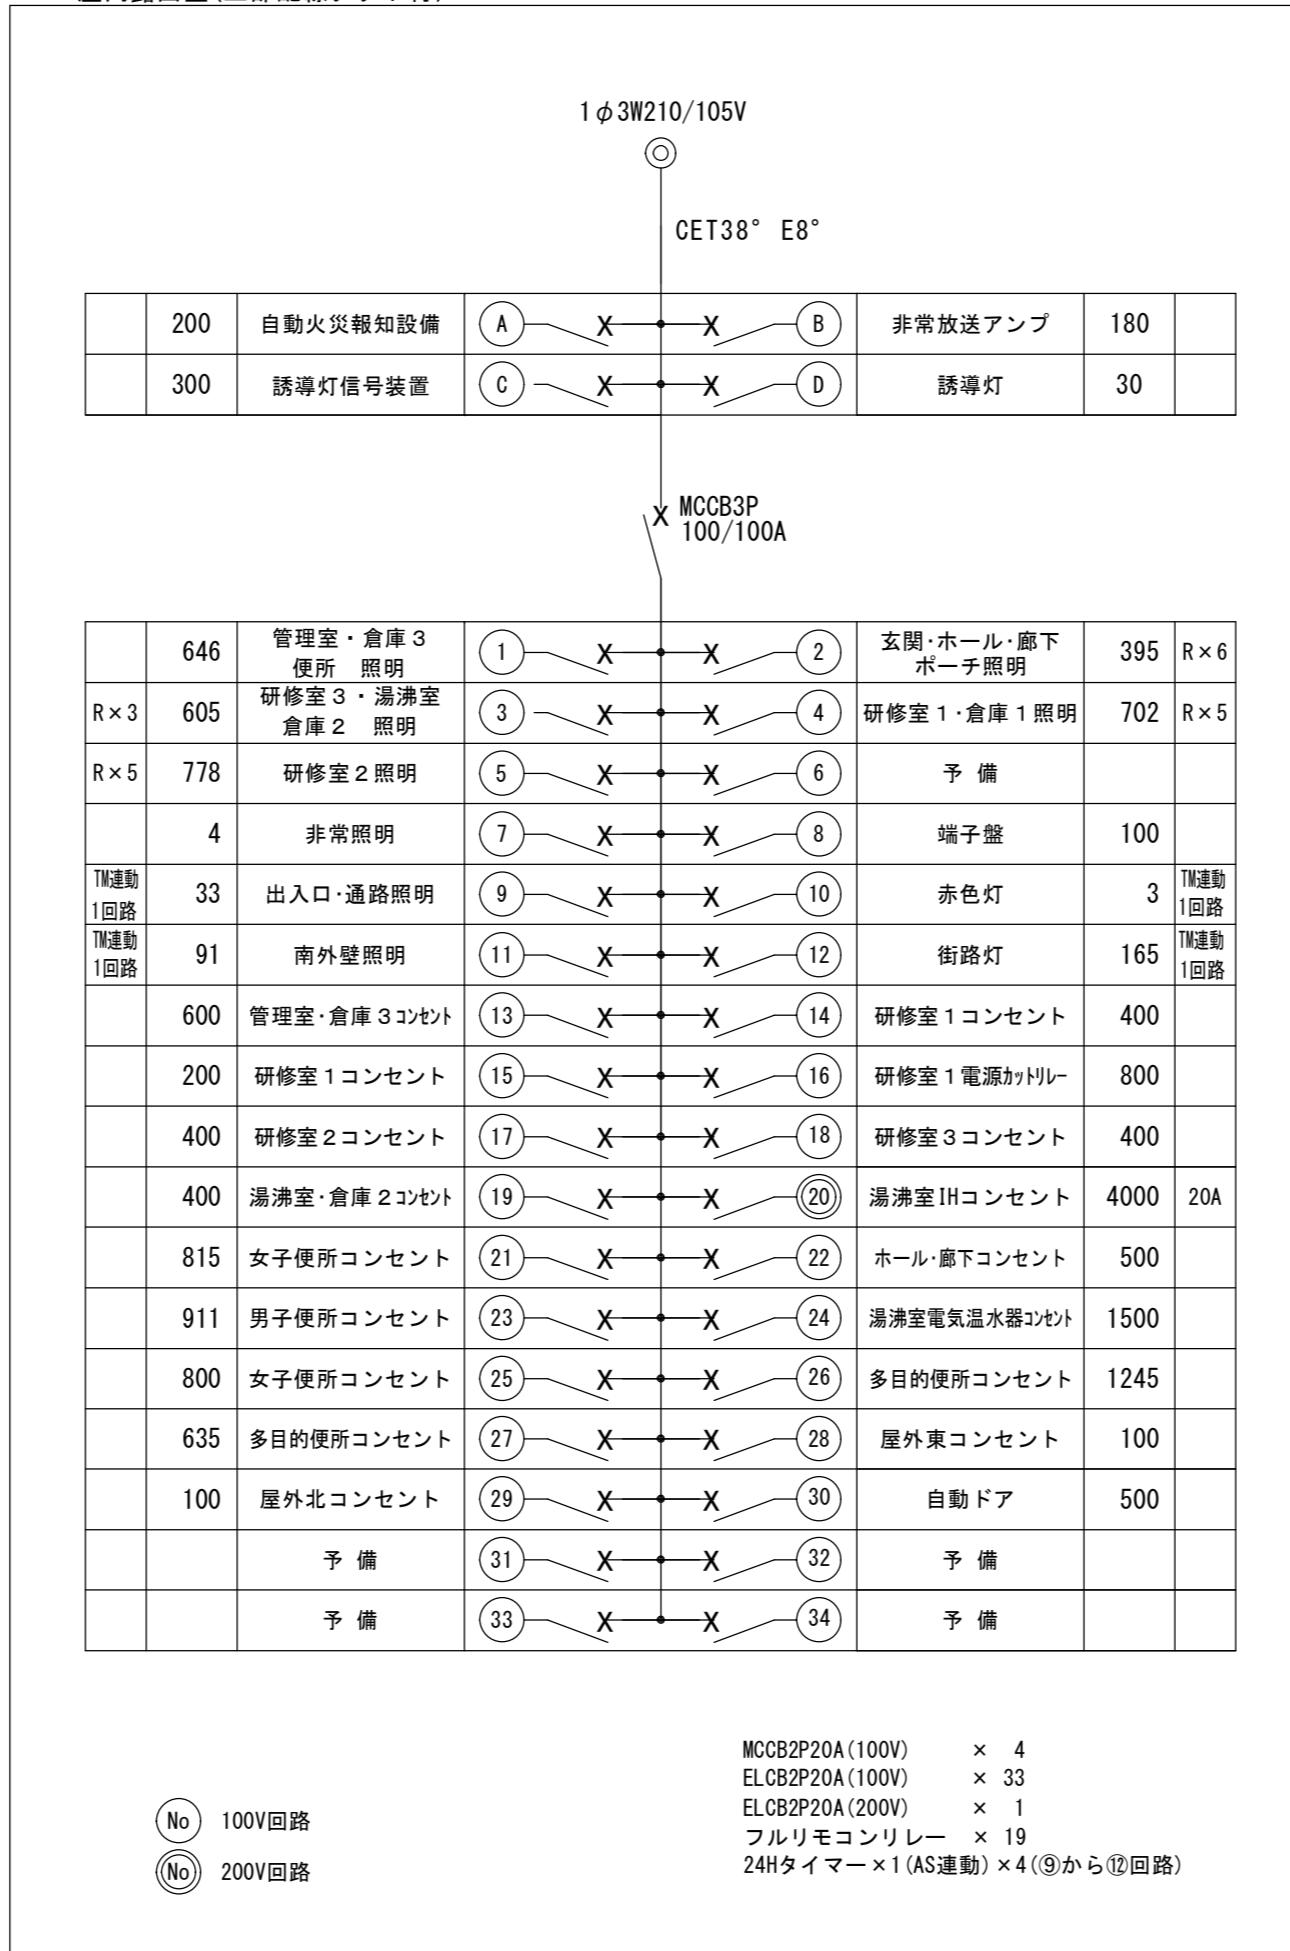 1φ3W210/105V
CET38° E8°
200 自動火災報知設備 A B 非常放送アンプ 180
300 誘導灯信号装置 C D 誘導灯 30
MCCB3P
100/100A
646 管理室・倉庫３ 便所　照明 1 2 玄関・ホール・廊下 ポーチ照明 395 R×6
R×3 605 研修室３・湯沸室 倉庫２　照明 3 4 研修室１・倉庫１照明 702 R×5
R×5 778 研修室２照明 5 6 予 備
4 非常照明 7 8 端子盤 100
TM連動 1回路 33 出入口・通路照明 9 10 赤色灯 3 TM連動 1回路
TM連動 1回路 91 南外壁照明 11 12 街路灯 165 TM連動 1回路
600 管理室・倉庫３コンセント 13 14 研修室１コンセント 400
200 研修室１コンセント 15 16 研修室１電源カットリレー 800
400 研修室２コンセント 17 18 研修室３コンセント 400
400 湯沸室・倉庫２コンセント 19 20 湯沸室IHコンセント 4000 20A
815 女子便所コンセント 21 22 ホール・廊下コンセント 500
911 男子便所コンセント 23 24 湯沸室電気温水器コンセント 1500
800 女子便所コンセント 25 26 多目的便所コンセント 1245
635 多目的便所コンセント 27 28 屋外東コンセント 100
100 屋外北コンセント 29 30 自動ドア 500
予 備 31 32 予 備
予 備 33 34 予 備
MCCB2P20A(100V) × 4
ELCB2P20A(100V) × 33
ELCB2P20A(200V) × 1
フルリモコンリレー × 19
24Hタイマー×1(AS連動)×4(⑨から⑫回路)
No 100V回路
No 200V回路